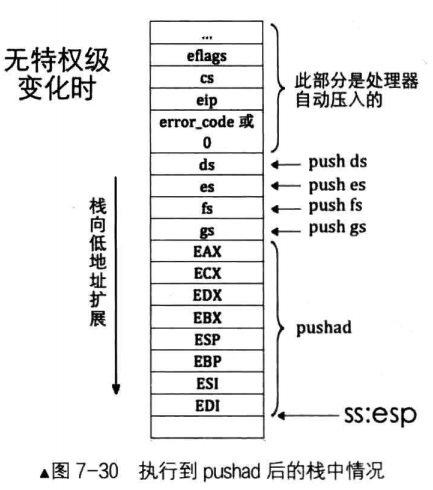 无特权级
变化时
...
eflags
cs
eip
error_code 或
0
此部分是处理器
自动压入的
ds
push ds
es
push es
fs
push fs
gs
push gs
栈向低地址扩展
EAX
ECX
EDX
EBX
ESP
EBP
ESI
EDI
pushad
ss:esp
▲图 7-30 执行到 pushad 后的栈中情况